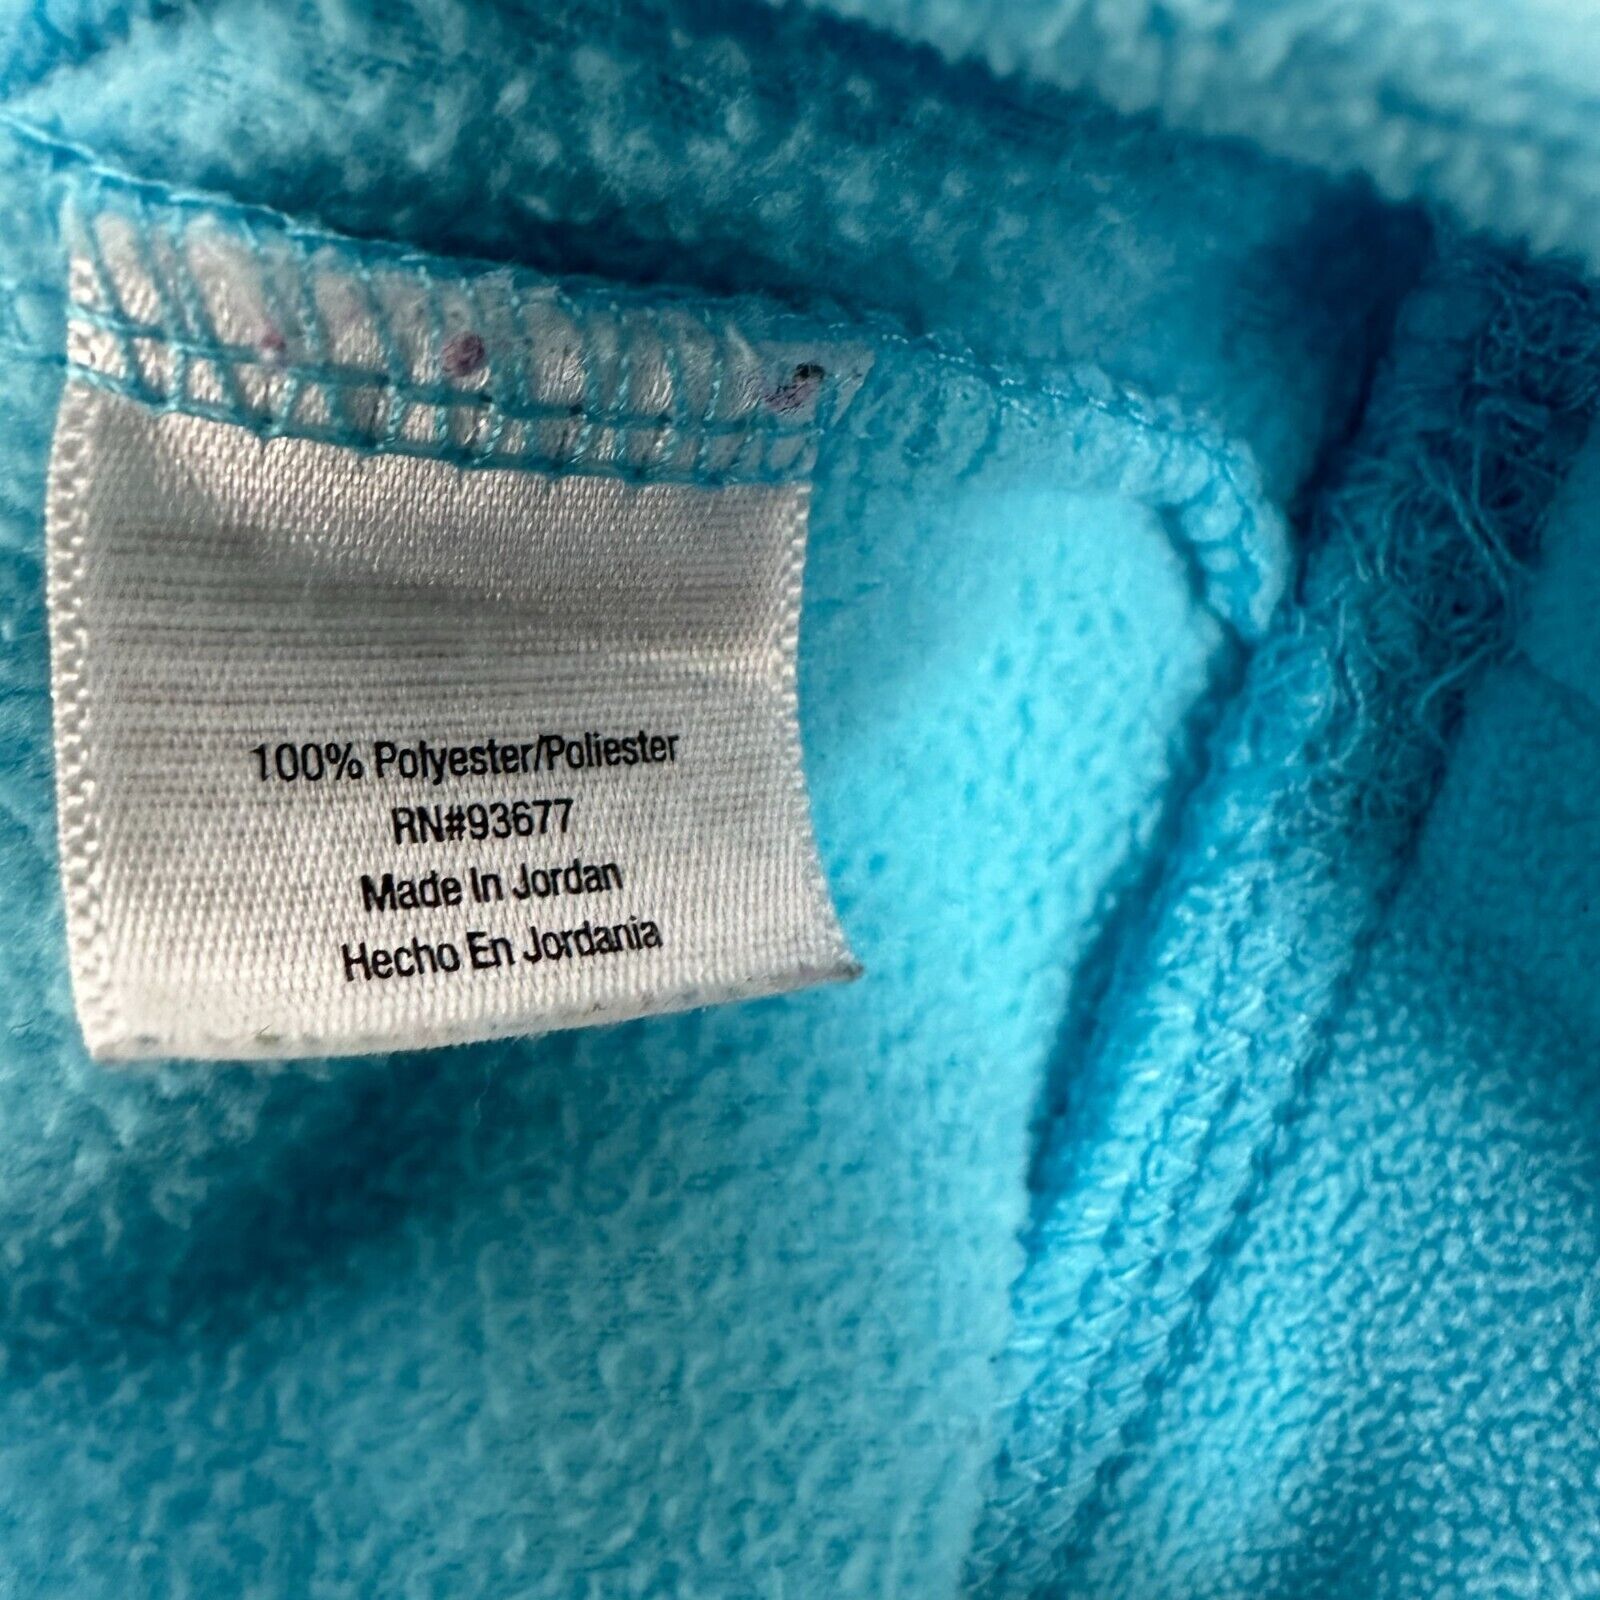 100% Polyester/Poliester
RN#93677
Made In Jordan
Hecho En Jordania